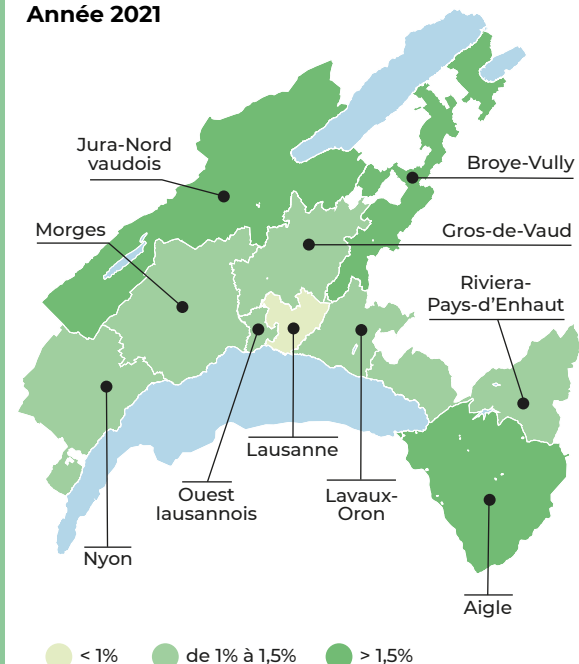 Année 2021
Jura-Nord
vaudois
Broye-Vully
Morges
Gros-de-Vaud
Riviera-
Pays-d'Enhaut
Lausanne
Ouest
lausannois
Lavaux-
Oron
Nyon
Aigle
< 1%
de 1% à 1,5%
> 1,5%